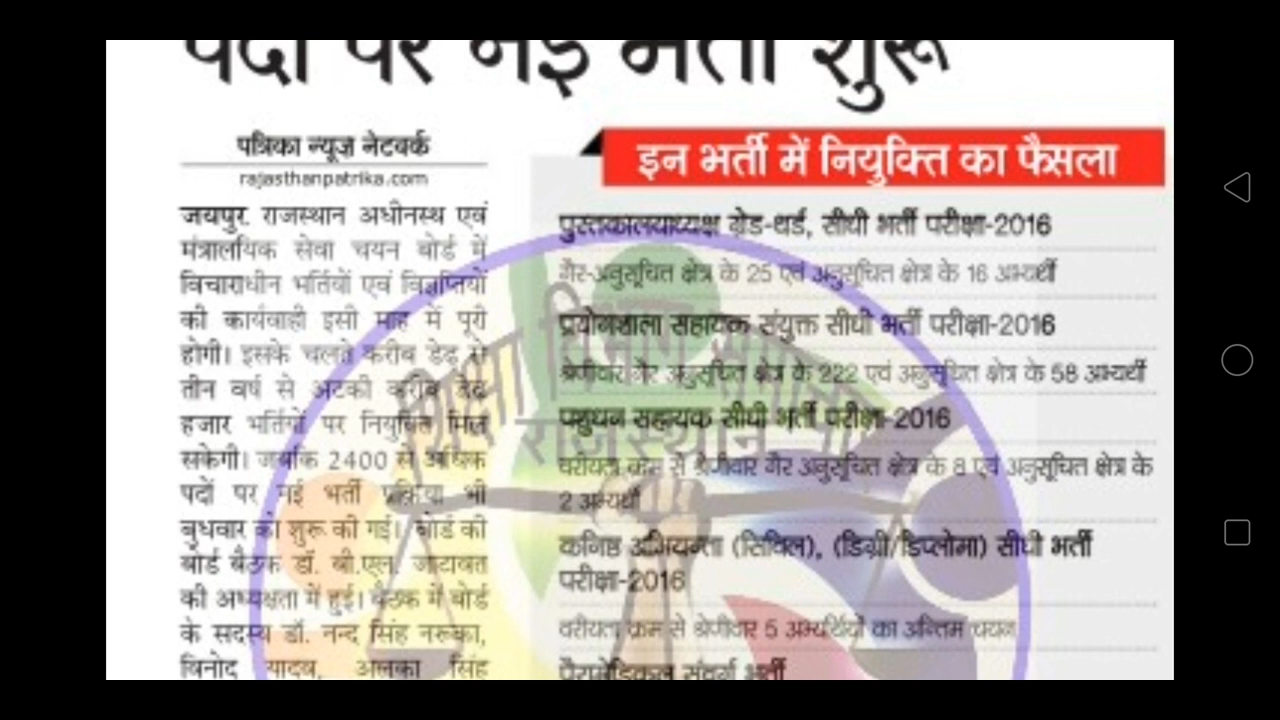 पदों पर नई भर्ती शुरू
पत्रिका न्यूज़ नेटवर्क
rajasthanpatrika.com
जयपुर. राजस्थान अधीनस्थ एवं
मंत्रालयिक सेवा चयन बोर्ड में
विचाराधीन भर्तियों एवं विज्ञप्तियों
की कार्यवाही इसी माह में पूरी
होगी। इसके चलते करीब डेढ़ से
तीन वर्ष से अटकी करीब डेढ़
हजार भर्तियों पर नियुक्ति मिल
सकेगी। जबकि 2400 से अधिक
पदों पर नई भर्ती प्रक्रिया भी
बुधवार को शुरू की गई। बोर्ड की
बोर्ड बैठक डॉ. बी.एल. जाटावत
की अध्यक्षता में हुई। बैठक में बोर्ड
के सदस्य डॉ. नन्द सिंह नरूका,
विनोद यादव, अलका सिंह
इन भर्ती में नियुक्ति का फैसला
पुस्तकालयाध्यक्ष ग्रेड-थर्ड, सीधी भर्ती परीक्षा-2016
गैर-अनुसूचित क्षेत्र के 25 एवं अनुसूचित क्षेत्र के 16 अभ्यर्थी
प्रयोगशाला सहायक संयुक्त सीधी भर्ती परीक्षा-2016
श्रेणीवार गैर अनुसूचित क्षेत्र के 222 एवं अनुसूचित क्षेत्र के 58 अभ्यर्थी
पशुधन सहायक सीधी भर्ती परीक्षा-2016
वरीयता क्रम से श्रेणीवार गैर अनुसूचित क्षेत्र के 8 एवं अनुसूचित क्षेत्र के
2 अभ्यर्थी
कनिष्ठ अभियन्ता (सिविल), (डिग्री/डिप्लोमा) सीधी भर्ती
परीक्षा-2016
वरीयता क्रम से श्रेणीवार 5 अभ्यर्थियों का अन्तिम चयन
पैरामेडिकल संवर्ग भर्ती
शिक्षा विभाग
राजस्थान